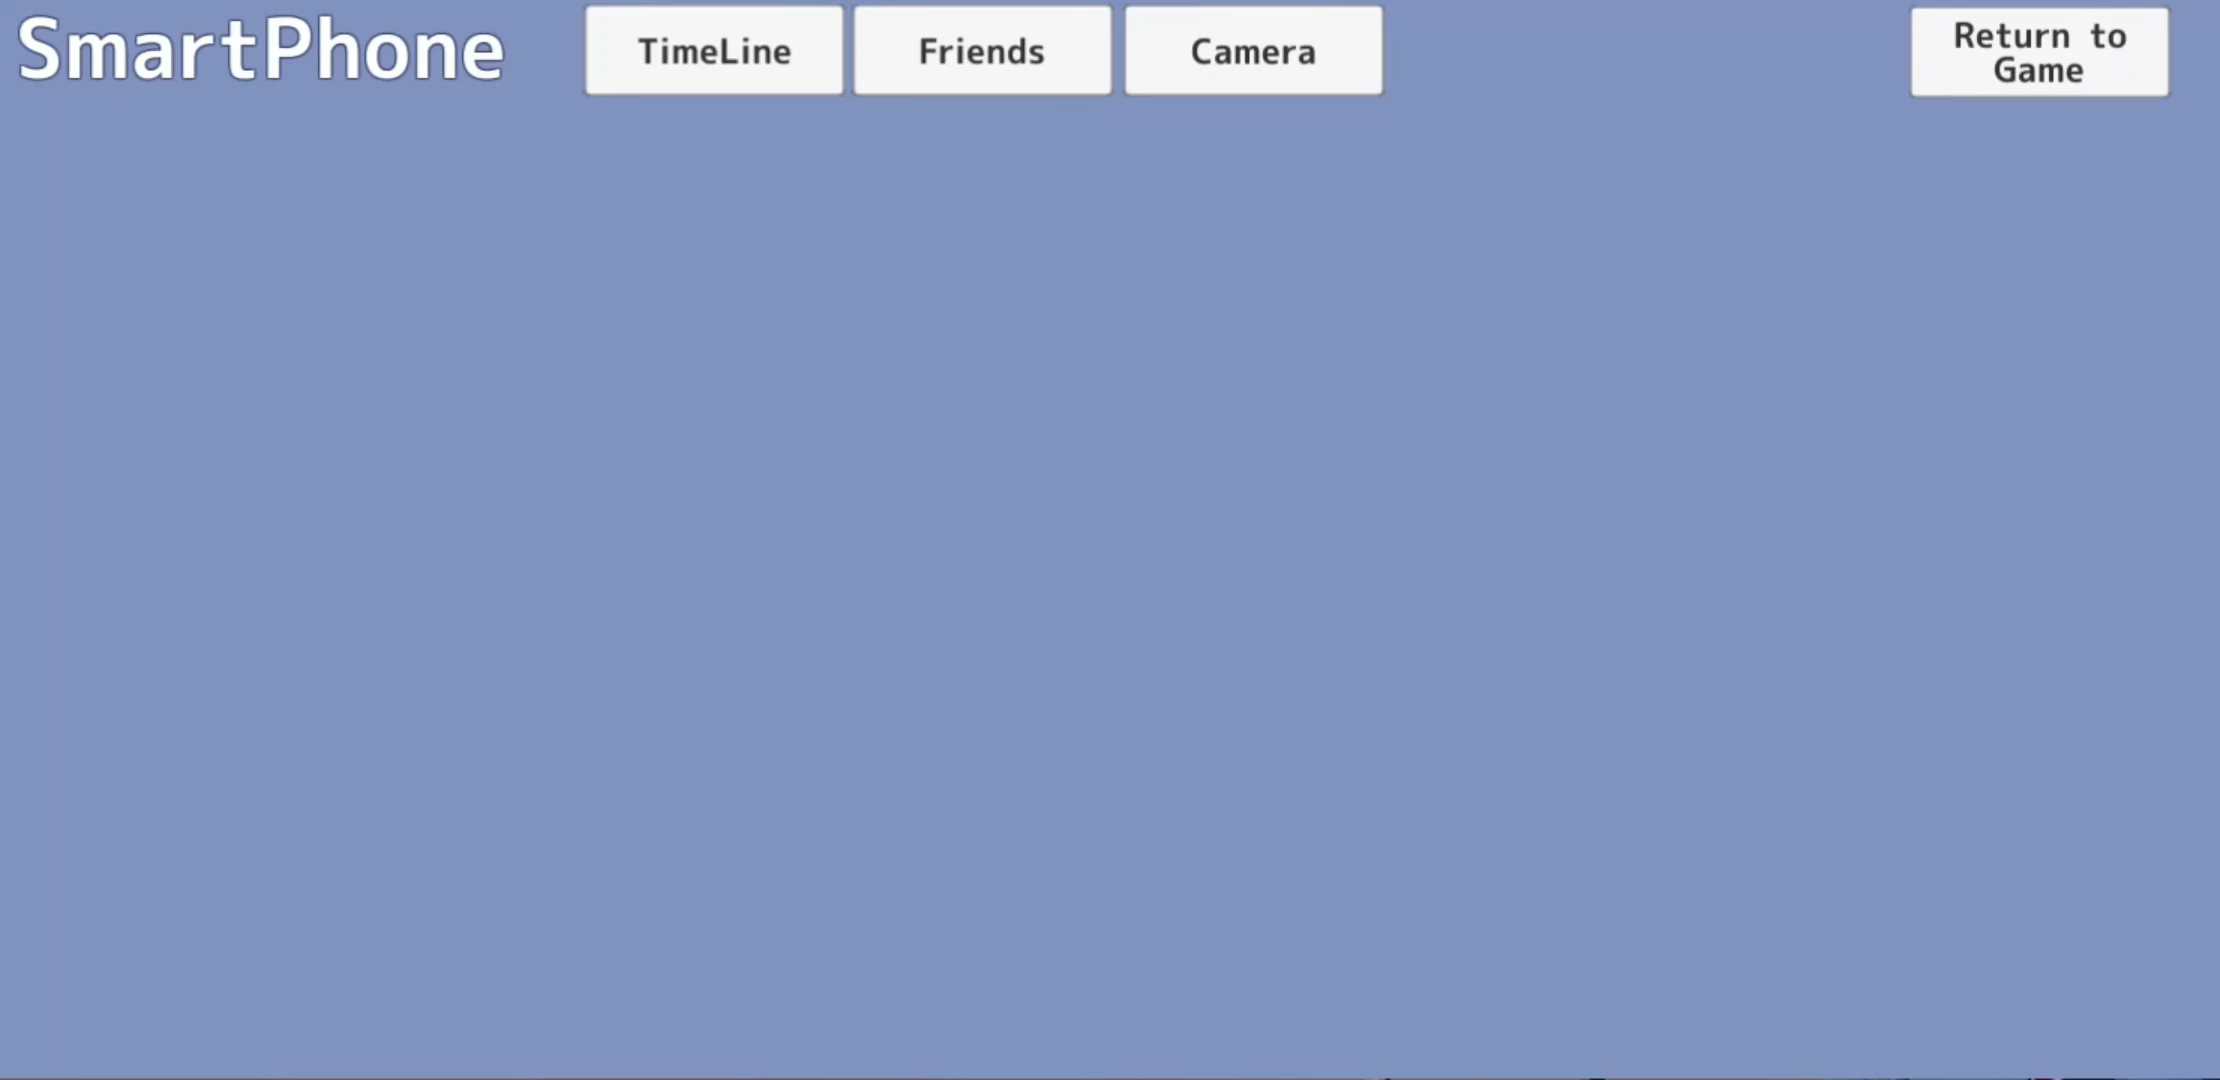 SmartPhone
TimeLine
Friends
Camera
Return to
Game